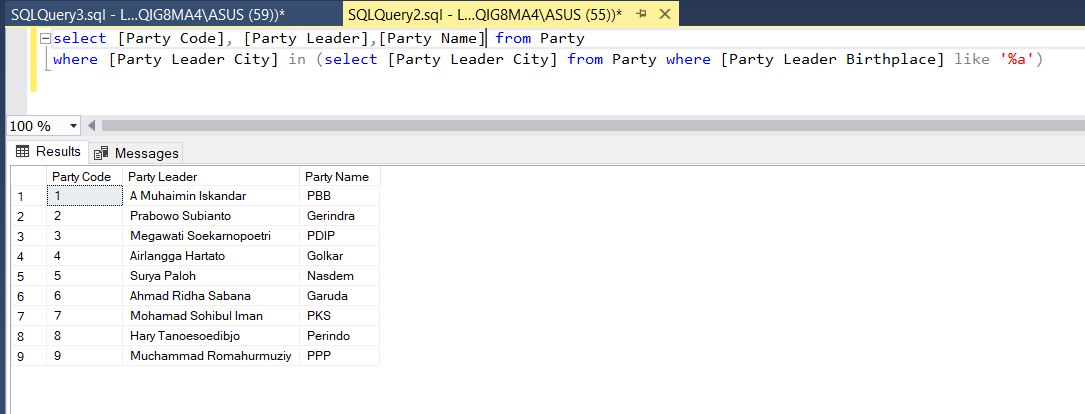 SQLQuery3.sql - L...QIG8MA4\ASUS (59))* SQLQuery2.sql - L...QIG8MA4\ASUS (55))*
select [Party Code], [Party Leader],[Party Name] from Party
where [Party Leader City] in (select [Party Leader City] from Party where [Party Leader Birthplace] like '%a')
100 %
Results Messages
Party Code Party Leader Party Name
1 1 A Muhaimin Iskandar PBB
2 2 Prabowo Subianto Gerindra
3 3 Megawati Soekarnopoetri PDIP
4 4 Airlangga Hartato Golkar
5 5 Surya Paloh Nasdem
6 6 Ahmad Ridha Sabana Garuda
7 7 Mohamad Sohibul Iman PKS
8 8 Hary Tanoesoedibjo Perindo
9 9 Muchammad Romahurmuziy PPP